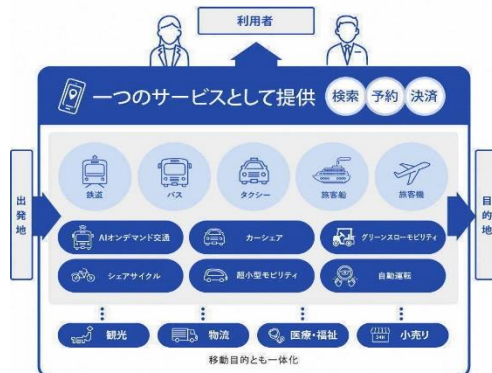 利用者
一つのサービスとして提供 検索 予約 決済
出発地
目的地
鉄道 バス タクシー 旅客船 旅客機
AIオンデマンド交通 カーシェア グリーンスローモビリティ
シェアサイクル 超小型モビリティ 自動運転
観光 物流 医療・福祉 24H 小売り
移動目的とも一体化